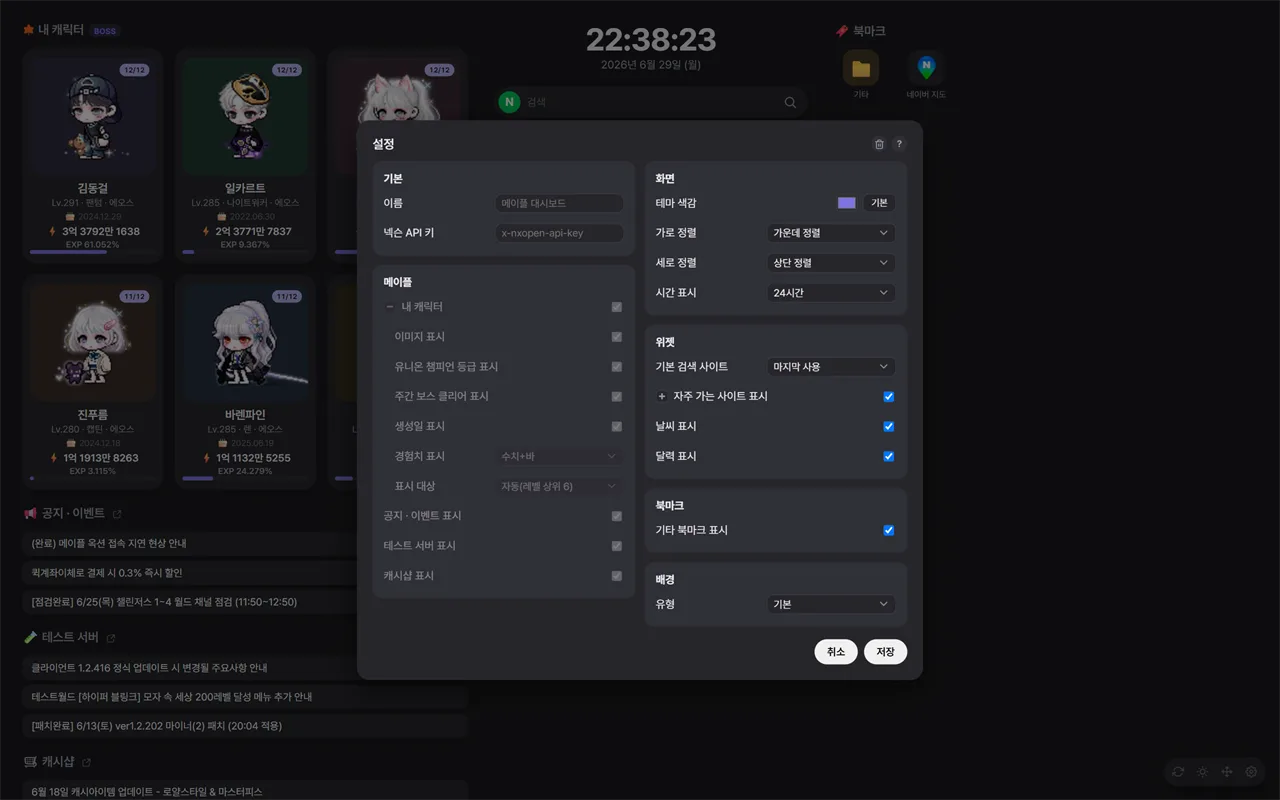 내 캐릭터 BOSS
12/12
김동걸
Lv.291 · 팬텀 · 에오스
2024.12.29
3억 3792만 1638
EXP 61.052%
12/12
일카르트
Lv.285 · 나이트워커 · 에오스
2022.06.30
2억 3771만 7837
EXP 9.367%
12/12
11/12
진푸름
Lv.280 · 캡틴 · 에오스
2024.12.18
1억 1913만 8263
EXP 3.115%
11/12
바렌파인
Lv.285 · 렌 · 에오스
2025.06.19
1억 1132만 5255
EXP 24.279%
공지 · 이벤트
(완료) 메이플 옥션 접속 지연 현상 안내
퀵계좌이체로 결제 시 0.3% 즉시 할인
[점검완료] 6/25(목) 챌린저스 1~4 월드 채널 점검 (11:50~12:50)
테스트 서버
클라이언트 1.2.416 정식 업데이트 시 변경될 주요사항 안내
테스트월드 [하이퍼 블링크] 모자 속 세상 200레벨 달성 메뉴 추가 안내
[패치완료] 6/13(토) ver1.2.202 마이너(2) 패치 (20:04 적용)
캐시샵
6월 18일 캐시아이템 업데이트 - 로얄스타일 & 마스터피스
22:38:23
2026년 6월 29일 (월)
N 검색
북마크
기타
N
네이버 지도
설정
?
기본
이름
메이플 대시보드
넥슨 API 키
x-nxopen-api-key
메이플
내 캐릭터
이미지 표시
유니온 챔피언 등급 표시
주간 보스 클리어 표시
생성일 표시
경험치 표시
수치+바
표시 대상
자동(레벨 상위 6)
공지 · 이벤트 표시
테스트 서버 표시
캐시샵 표시
화면
테마 색감
기본
가로 정렬
가운데 정렬
세로 정렬
상단 정렬
시간 표시
24시간
위젯
기본 검색 사이트
마지막 사용
자주 가는 사이트 표시
날씨 표시
달력 표시
북마크
기타 북마크 표시
배경
유형
기본
취소
저장